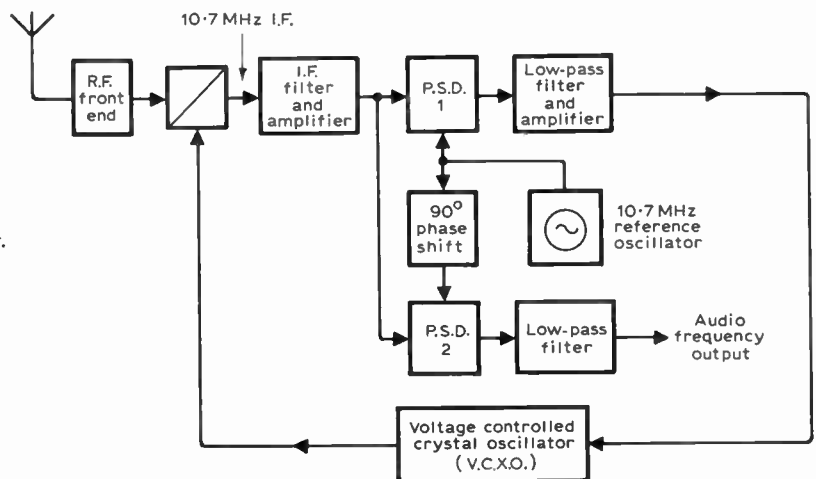 10·7 MHz I.F.
R.F.
front
end
I.F.
filter
and
amplifier
P.S.D.
1
Low-pass
filter and
amplifier
90°
phase
shift
10·7 MHz
reference
oscillator
P.S.D.
2
Low-pass
filter
Audio
frequency
output
Voltage controlled
crystal oscillator
(V.C.X.O.)